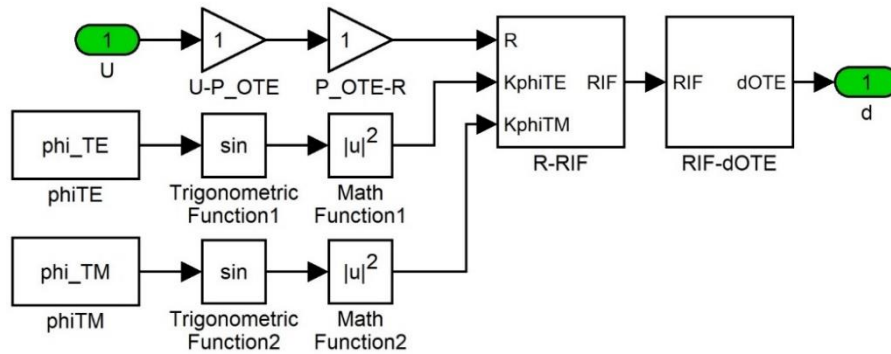 1
U
1
U-P_OTE
1
P_OTE-R
R
KphiTE
KphiTM
RIF
R-RIF
RIF
dOTE
RIF-dOTE
1
d
phi_TE
phiTE
sin
Trigonometric
Function1
|u|²
Math
Function1
phi_TM
phiTM
sin
Trigonometric
Function2
|u|²
Math
Function2